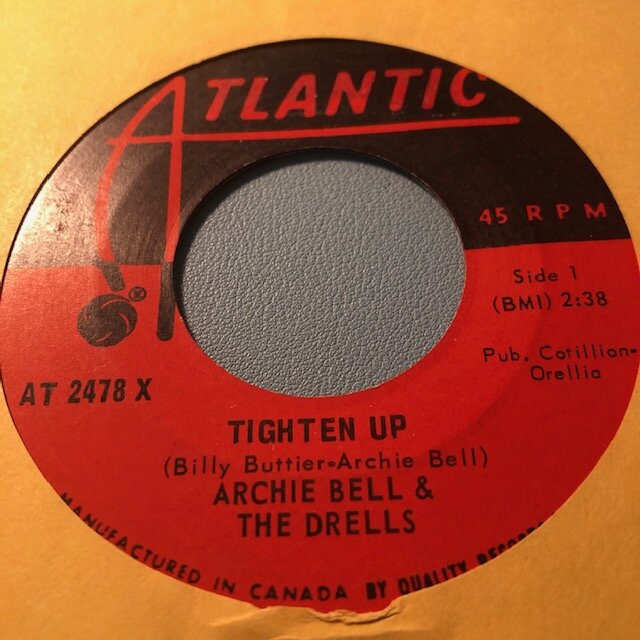 ATLANTIC
45 RPM
Side 1
(BMI) 2:38
Pub. Cotillion-
Orellia
®
AT 2478 X
TIGHTEN UP
(Billy Buttier-Archie Bell)
ARCHIE BELL &
THE DRELLS
MANUFACTURED IN CANADA BY QUALITY